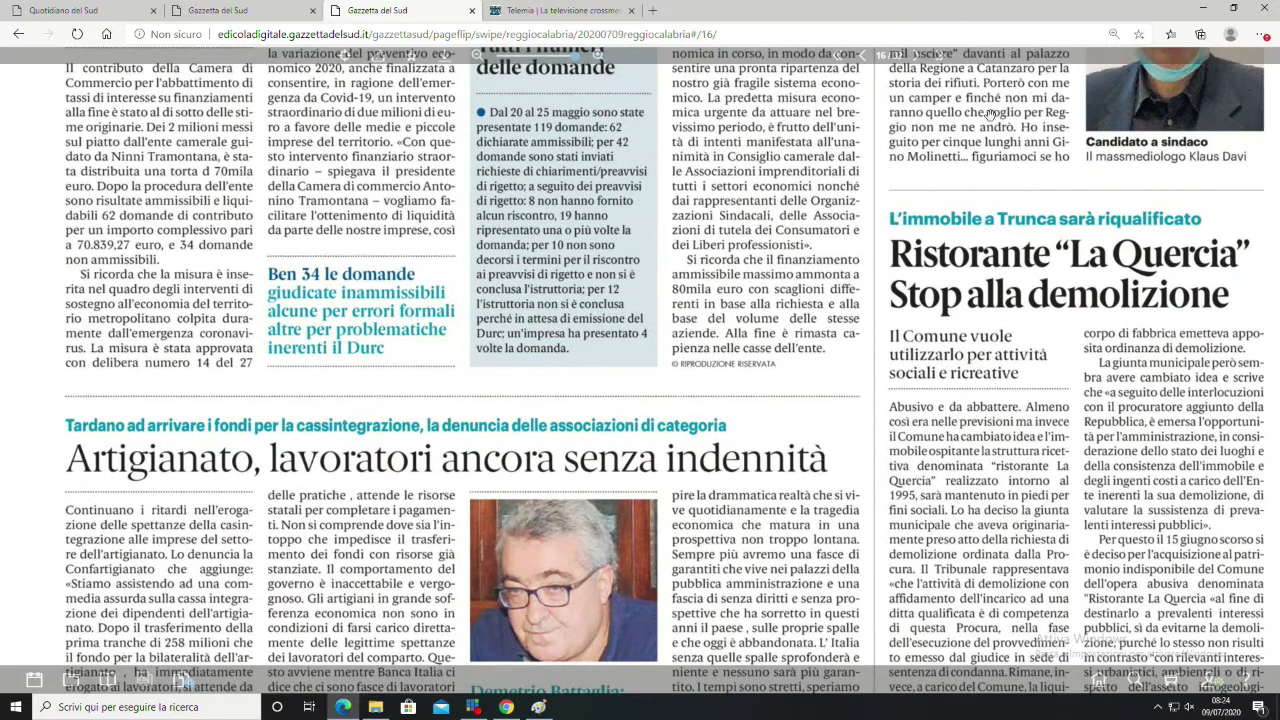 Quotidiano del Sud
Gazzetta del Sud
Gazzetta del Sud
Telemia | La televisione cross
Non sicuro
edicoladigitale.gazzettadelsud.it/gazzettasud/pageflip/swipe/reggiocalabria/20200709reggiocalabria#/16/
Il contributo della Camera di
Commercio per l'abbattimento di
tassi di interesse su finanziamenti
alla fine è stato al di sotto delle sti-
me originarie. Dei 2 milioni messi
sul piatto dall'ente camerale gui-
dato da Ninni Tramontana, è sta-
ta distribuita una torta d 70mila
euro. Dopo la procedura dell'ente
sono risultate ammissibili e liqui-
dabili 62 domande di contributo
per un importo complessivo pari
a 70.839,27 euro, e 34 domande
non ammissibili.
Si ricorda che la misura è inse-
rita nel quadro degli interventi di
sostegno all'economia del territo-
rio metropolitano colpita dura-
mente dall'emergenza coronavi-
rus. La misura è stata approvata
con delibera numero 14 del 27
la variazione del preventivo eco-
nomico 2020, anche finalizzata a
consentire, in ragione dell'emer-
genza da Covid-19, un intervento
straordinario di due milioni di eu-
ro a favore delle medie e piccole
imprese del territorio. «Con que-
sto intervento finanziario straor-
dinario – spiegava il presidente
della Camera di commercio Anto-
nino Tramontana – vogliamo fa-
cilitare l'ottenimento di liquidità
da parte delle nostre imprese, così
Ben 34 le domande
giudicate inammissibili
alcune per errori formali
altre per problematiche
inerenti il Durc
Tutti i numeri
delle domande
● Dal 20 al 25 maggio sono state
presentate 119 domande: 62
dichiarate ammissibili; per 42
domande sono stati inviati
richieste di chiarimenti/preavvisi
di rigetto; a seguito dei preavvisi
di rigetto: 8 non hanno fornito
alcun riscontro, 19 hanno
ripresentato una o più volte la
domanda; per 10 non sono
decorsi i termini per il riscontro
ai preavvisi di rigetto e non si è
conclusa l'istruttoria; per 12
l'istruttoria non si è conclusa
perché in attesa di emissione del
Durc; un'impresa ha presentato 4
volte la domanda.
nomica in corso, in modo da con-
sentire una pronta ripartenza del
nostro già fragile sistema econo-
mico. La predetta misura econo-
mica urgente da attuare nel bre-
vissimo periodo, è frutto dell'uni-
tà di intenti manifestata all'una-
nimità in Consiglio camerale dal-
le Associazioni imprenditoriali di
tutti i settori economici nonché
dai rappresentanti delle Organiz-
zazioni Sindacali, delle Associa-
zioni di tutela dei Consumatori e
dei Liberi professionisti».
Si ricorda che il finanziamento
ammissibile massimo ammonta a
80mila euro con scaglioni diffe-
renti in base alla richiesta e alla
base del volume delle stesse
aziende. Alla fine è rimasta ca-
pienza nelle casse dell'ente.
© RIPRODUZIONE RISERVATA
"mil usciere" davanti al palazzo
della Regione a Catanzaro per la
storia dei rifiuti. Porterò con me
un camper e finché non mi da-
ranno quello che voglio per Reg-
gio non me ne andrò. Ho inse-
guito per cinque lunghi anni Gi-
no Molinetti... figuriamoci se ho
Candidato a sindaco
Il massmediologo Klaus Davi
L'immobile a Trunca sarà riqualificato
Ristorante "La Quercia"
Stop alla demolizione
Il Comune vuole
utilizzarlo per attività
sociali e ricreative
Abusivo e da abbattere. Almeno
così era nelle previsioni ma invece
il Comune ha cambiato idea e l'im-
mobile ospitante la struttura ricet-
tiva denominata "ristorante La
Quercia" realizzato intorno al
1995, sarà mantenuto in piedi per
fini sociali. Lo ha deciso la giunta
municipale che aveva originaria-
mente preso atto della richiesta di
demolizione ordinata dalla Pro-
cura. Il Tribunale rappresentava
«che l'attività di demolizione con
affidamento dell'incarico ad una
ditta qualificata è di competenza
di questa Procura, nella fase
dell'esecuzione del provvedimen-
to emesso dal giudice in sede di
sentenza di condanna. Rimane, in-
vece, a carico del Comune, la liqui-
corpo di fabbrica emetteva appo-
sita ordinanza di demolizione.
La giunta municipale però sem-
bra avere cambiato idea e scrive
che «a seguito delle interlocuzioni
con il procuratore aggiunto della
Repubblica, è emersa l'opportuni-
tà per l'amministrazione, in consi-
derazione dello stato dei luoghi e
della consistenza dell'immobile e
degli ingenti costi a carico dell'En-
te inerenti la sua demolizione, di
valutare la sussistenza di preva-
lenti interessi pubblici».
Per questo il 15 giugno scorso si
è deciso per l'acquisizione al patri-
monio indisponibile del Comune
dell'opera abusiva denominata
"Ristorante La Quercia «al fine di
destinarlo a prevalenti interessi
pubblici, sì da evitarne la demoli-
zione, purché lo stesso non risulti
in contrasto "con rilevanti interes-
si urbanistici, ambientali o di ri-
spetto dell'assetto idrogeologi-
Tardano ad arrivare i fondi per la cassintegrazione, la denuncia delle associazioni di categoria
Artigianato, lavoratori ancora senza indennità
Continuano i ritardi nell'eroga-
zione delle spettanze della casin-
tegrazione alle imprese del setto-
re dell'artigianato. Lo denuncia la
Confartigianato che aggiunge:
«Stiamo assistendo ad una com-
media assurda sulla cassa integra-
zione dei dipendenti dell'artigia-
nato. Dopo il trasferimento della
prima tranche di 258 milioni che
il fondo per la bilateralità dell'ar-
tigianato, ha immediatamente
erogato ai lavoratori si attende da
delle pratiche , attende le risorse
statali per completare i pagamen-
ti. Non si comprende dove sia l'in-
toppo che impedisce il trasferi-
mento dei fondi con risorse già
stanziate. Il comportamento del
governo è inaccettabile e vergo-
gnoso. Gli artigiani in grande sof-
ferenza economica non sono in
condizioni di farsi carico diretta-
mente delle legittime spettanze
dei lavoratori del comparto. Que-
sto avviene mentre Banca Italia ci
dice che ci sono fasce di lavoratori
Demetrio Battaglia:
pire la drammatica realtà che si vi-
ve quotidianamente e la tragedia
economica che matura in una
prospettiva non troppo lontana.
Sempre più avremo una fasce di
garantiti che vive nei palazzi della
pubblica amministrazione e una
fascia di senza diritti e senza pro-
spettive che ha sorretto in questi
anni il paese , sulle proprie spalle
e che oggi è abbandonata. L' Italia
senza quelle spalle sprofonderà e
niente e nessuno sarà più garan-
tito. I tempi sono stretti, speriamo
Attiva Windows
Scrivi qui per eseguire la ricerca
08:24
09/07/2020